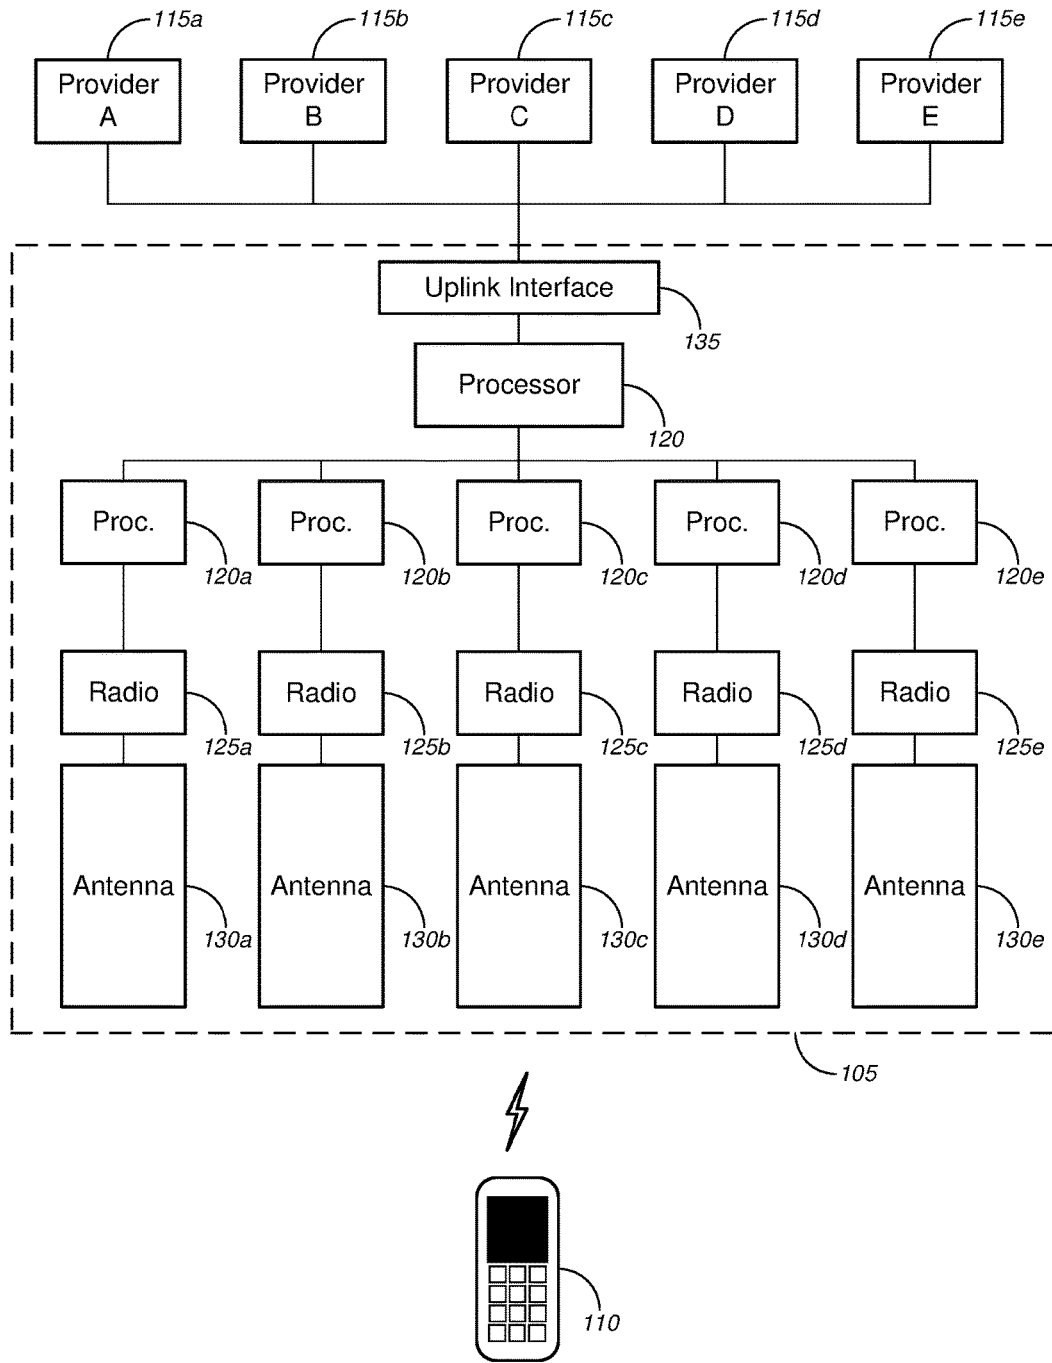 115a 115b 115c 115d 115e
Provider Provider Provider Provider Provider
A B C D E
Uplink Interface
135
Processor
120
Proc. Proc. Proc. Proc. Proc.
120a 120b 120c 120d 120e
Radio Radio Radio Radio Radio
125a 125b 125c 125d 125e
Antenna Antenna Antenna Antenna Antenna
130a 130b 130c 130d 130e
105
110